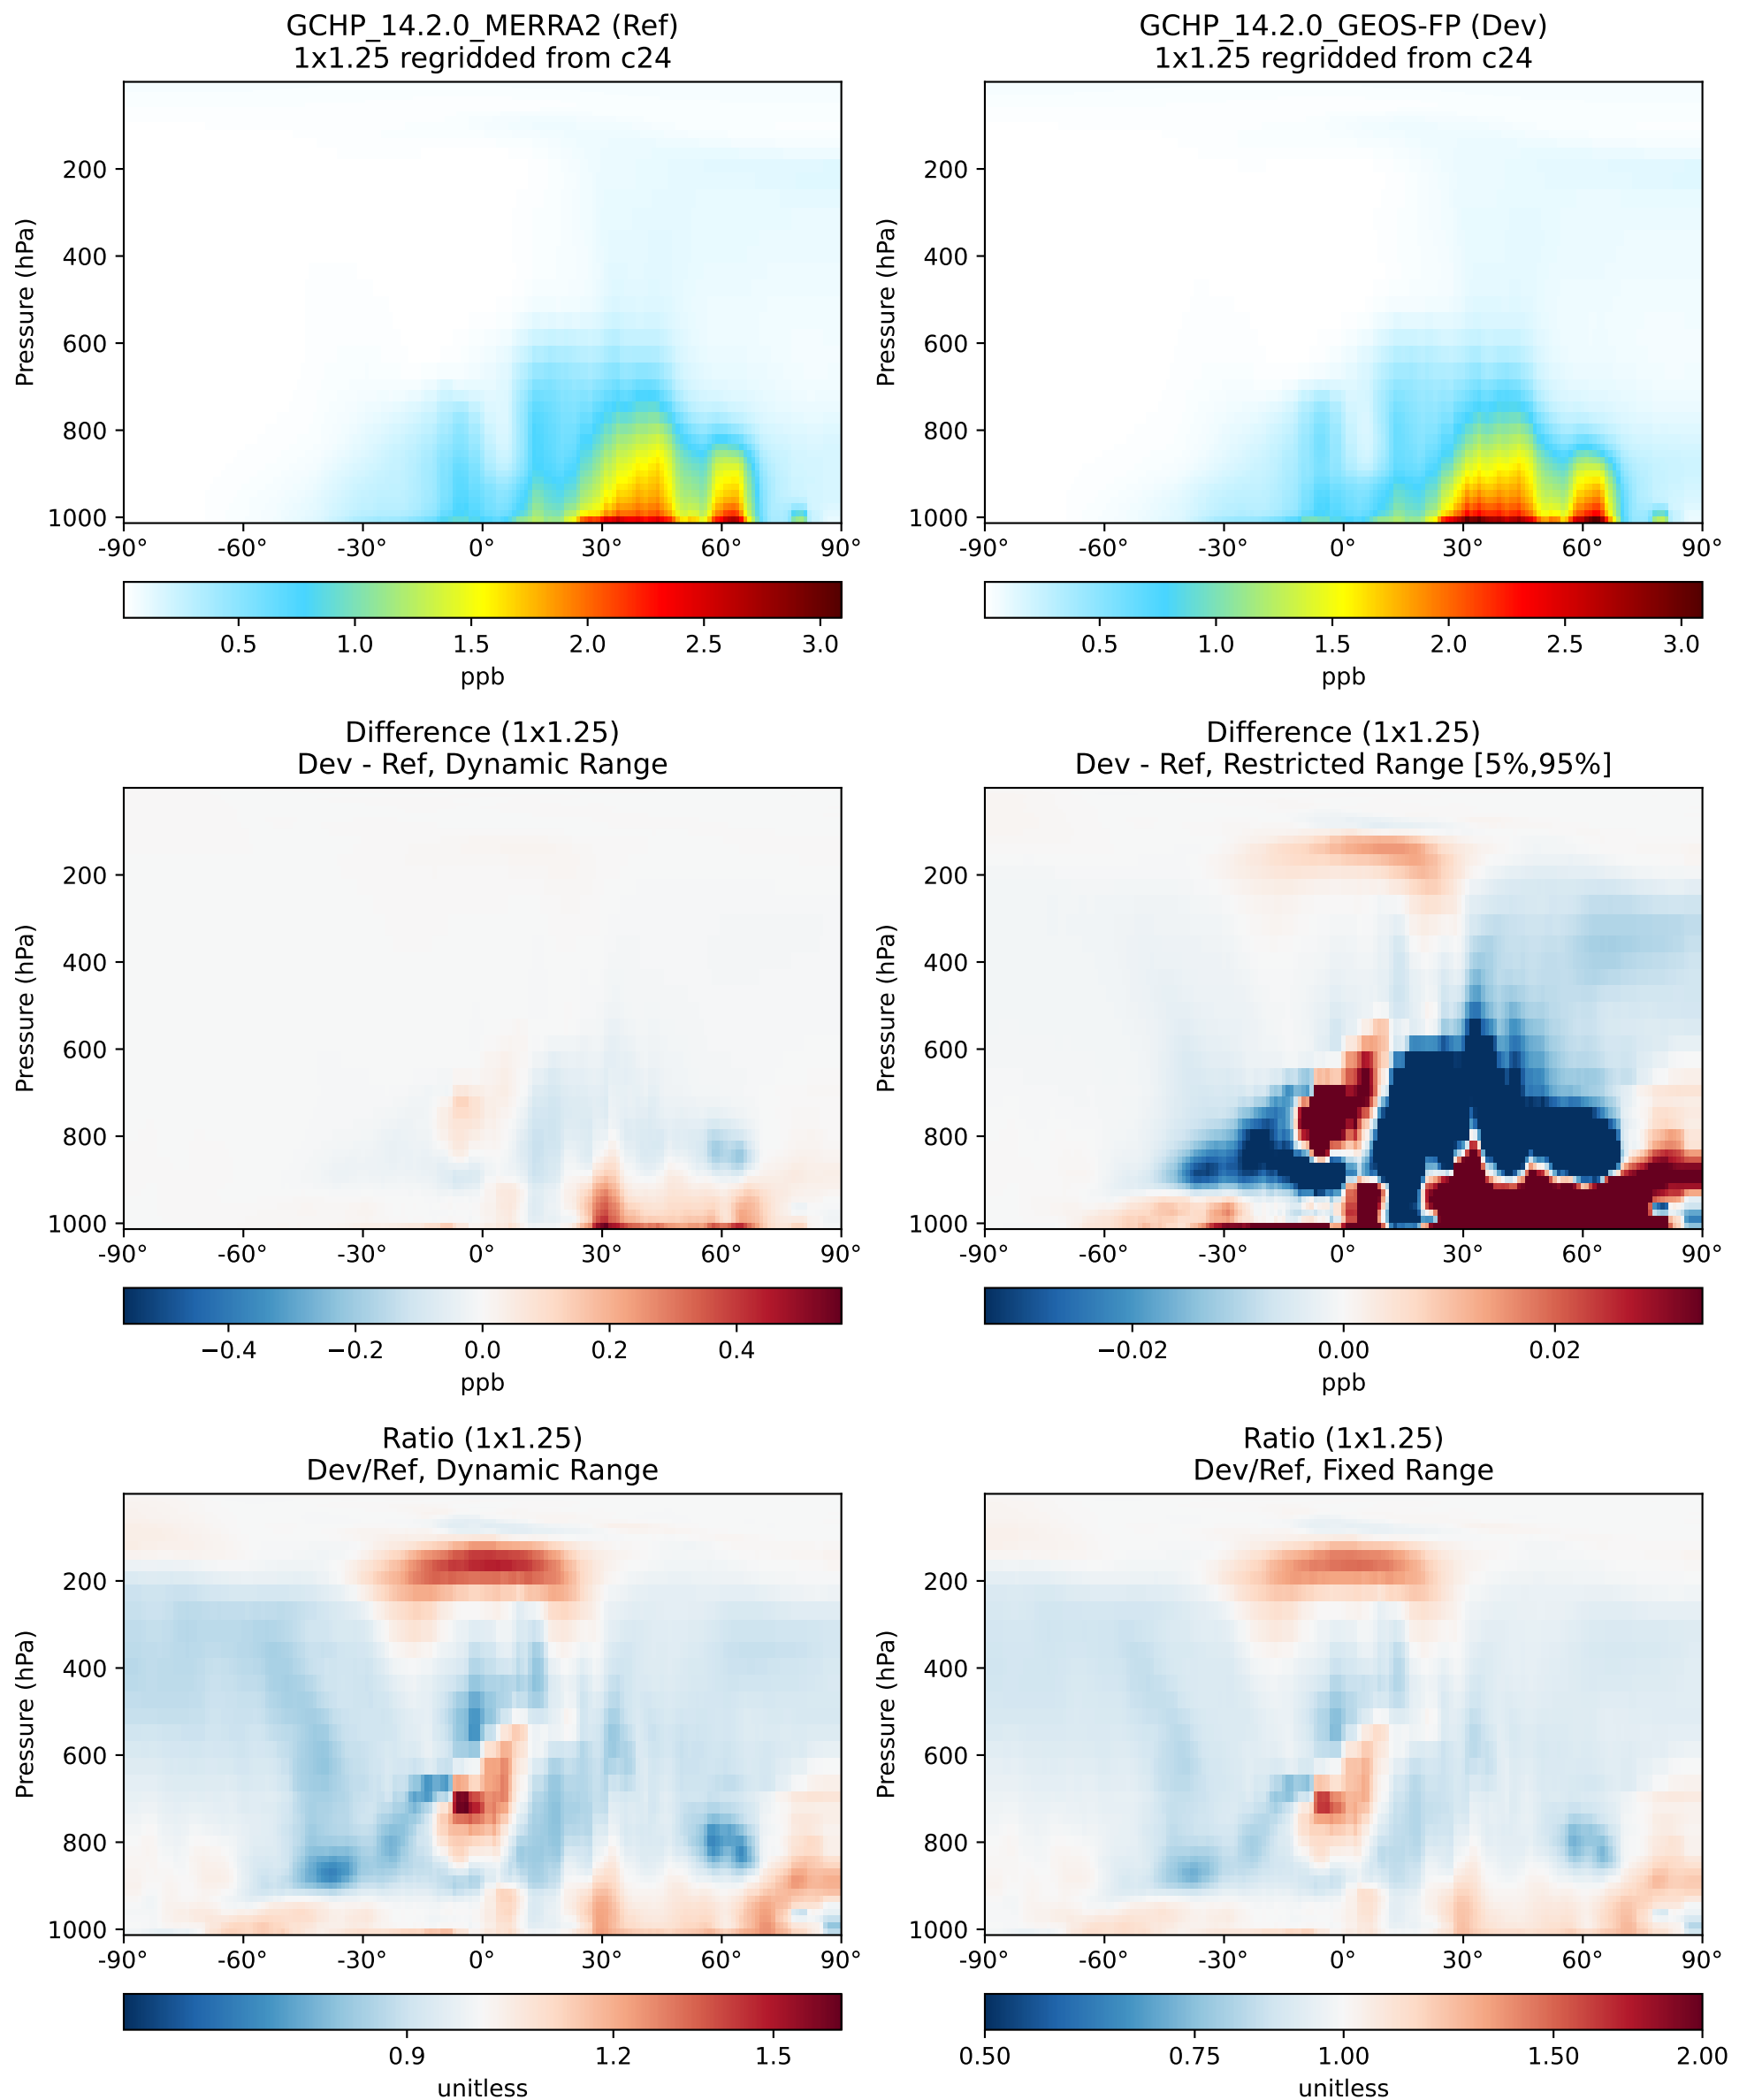 GCHP_14.2.0_MERRA2 (Ref)
1x1.25 regridded from c24
Pressure (hPa)
200
400
600
800
1000
-90° -60° -30° 0° 30° 60° 90°
0.5 1.0 1.5 2.0 2.5 3.0
ppb
GCHP_14.2.0_GEOS-FP (Dev)
1x1.25 regridded from c24
Pressure (hPa)
200
400
600
800
1000
-90° -60° -30° 0° 30° 60° 90°
0.5 1.0 1.5 2.0 2.5 3.0
ppb
Difference (1x1.25)
Dev - Ref, Dynamic Range
Pressure (hPa)
200
400
600
800
1000
-90° -60° -30° 0° 30° 60° 90°
−0.4 −0.2 0.0 0.2 0.4
ppb
Difference (1x1.25)
Dev - Ref, Restricted Range [5%,95%]
Pressure (hPa)
200
400
600
800
1000
-90° -60° -30° 0° 30° 60° 90°
−0.02 0.00 0.02
ppb
Ratio (1x1.25)
Dev/Ref, Dynamic Range
Pressure (hPa)
200
400
600
800
1000
-90° -60° -30° 0° 30° 60° 90°
0.9 1.2 1.5
unitless
Ratio (1x1.25)
Dev/Ref, Fixed Range
Pressure (hPa)
200
400
600
800
1000
-90° -60° -30° 0° 30° 60° 90°
0.50 0.75 1.00 1.50 2.00
unitless